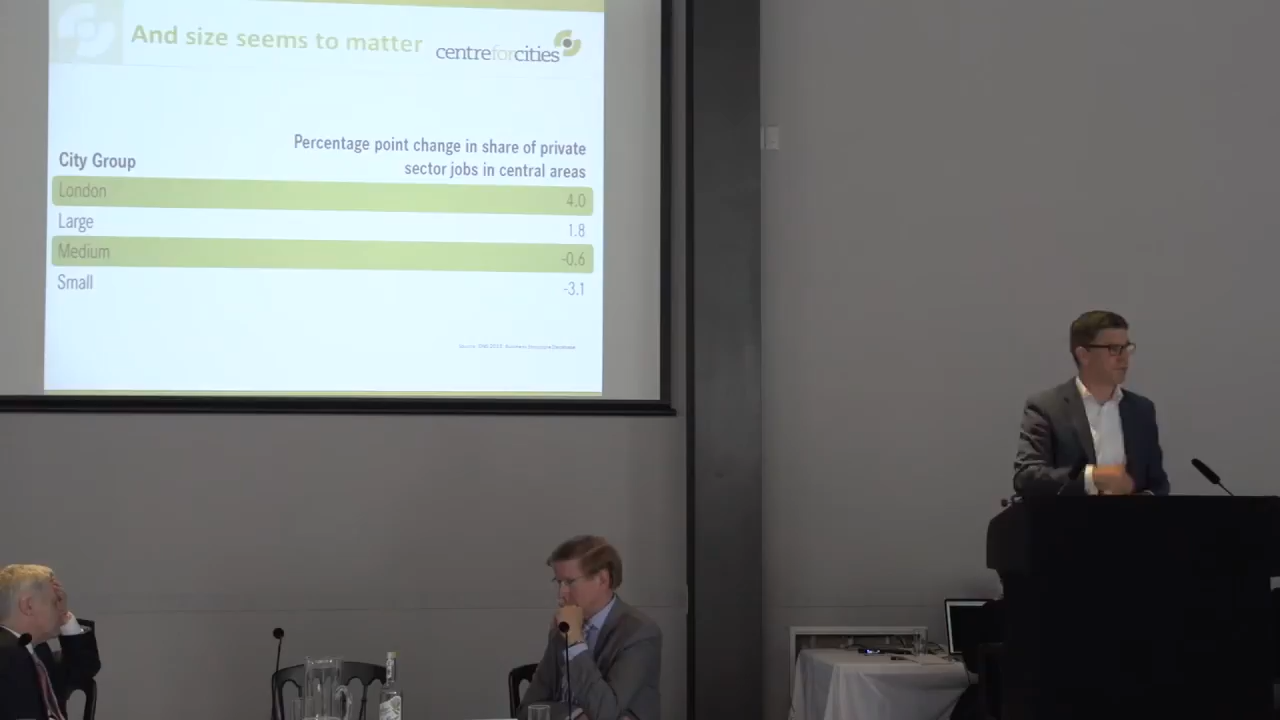 And size seems to matter
centreforcities
Percentage point change in share of private
sector jobs in central areas
City Group
London 4.0
Large 1.8
Medium -0.6
Small -3.1